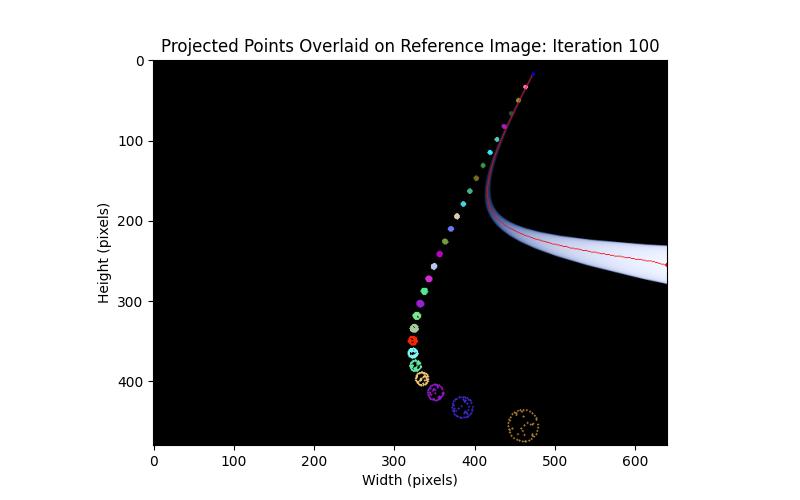 Projected Points Overlaid on Reference Image: Iteration 100
0
100
200
300
400
Height (pixels)
0 100 200 300 400 500 600
Width (pixels)